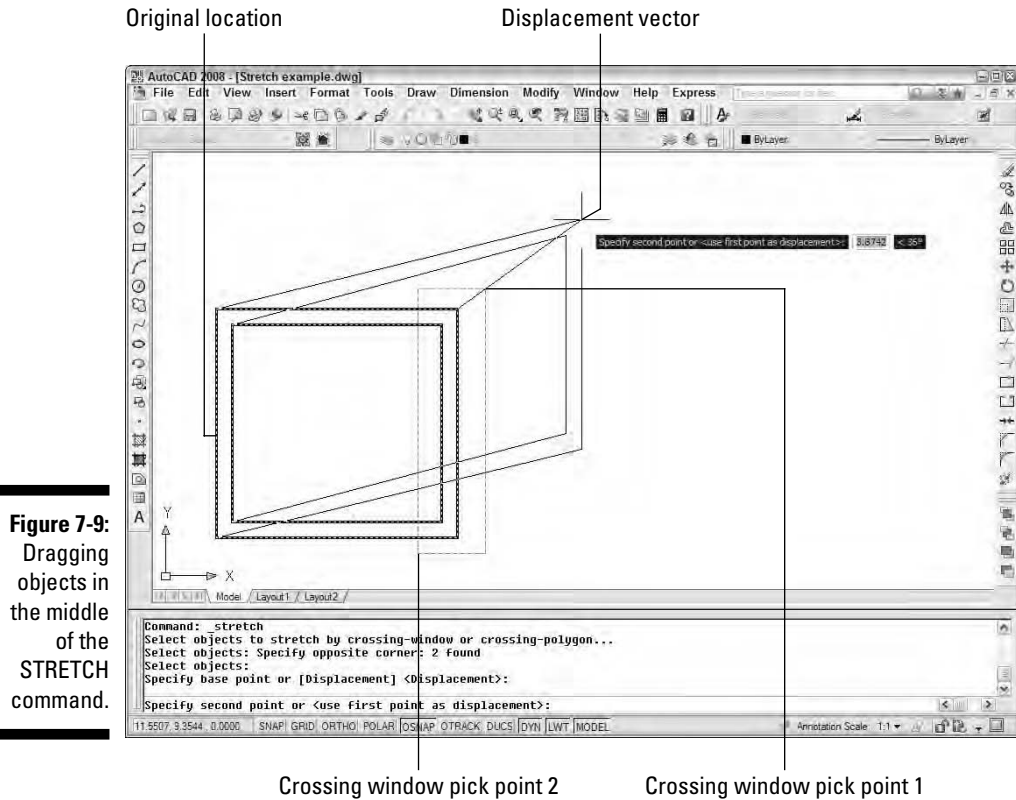 Original location
Displacement vector
AutoCAD 2008 - [Stretch example.dwg]
File Edit View Insert Format Tools Draw Dimension Modify Window Help Express
ByLayer
ByLayer
Specify second point or <use first point as displacement>: 3.8742 < 35°
A
Y
X
Model Layout1 Layout2
Figure 7-9:
Dragging
objects in
the middle
of the
STRETCH
command.
Command: _stretch
Select objects to stretch by crossing-window or crossing-polygon...
Select objects: Specify opposite corner: 2 found
Select objects:
Specify base point or [Displacement] <Displacement>:
Specify second point or <use first point as displacement>:
11.5507, 9.3544, 0.0000 SNAP GRID ORTHO POLAR OSNAP OTRACK DUCS DYN LWT MODEL Annotation Scale: 1:1
Crossing window pick point 2
Crossing window pick point 1